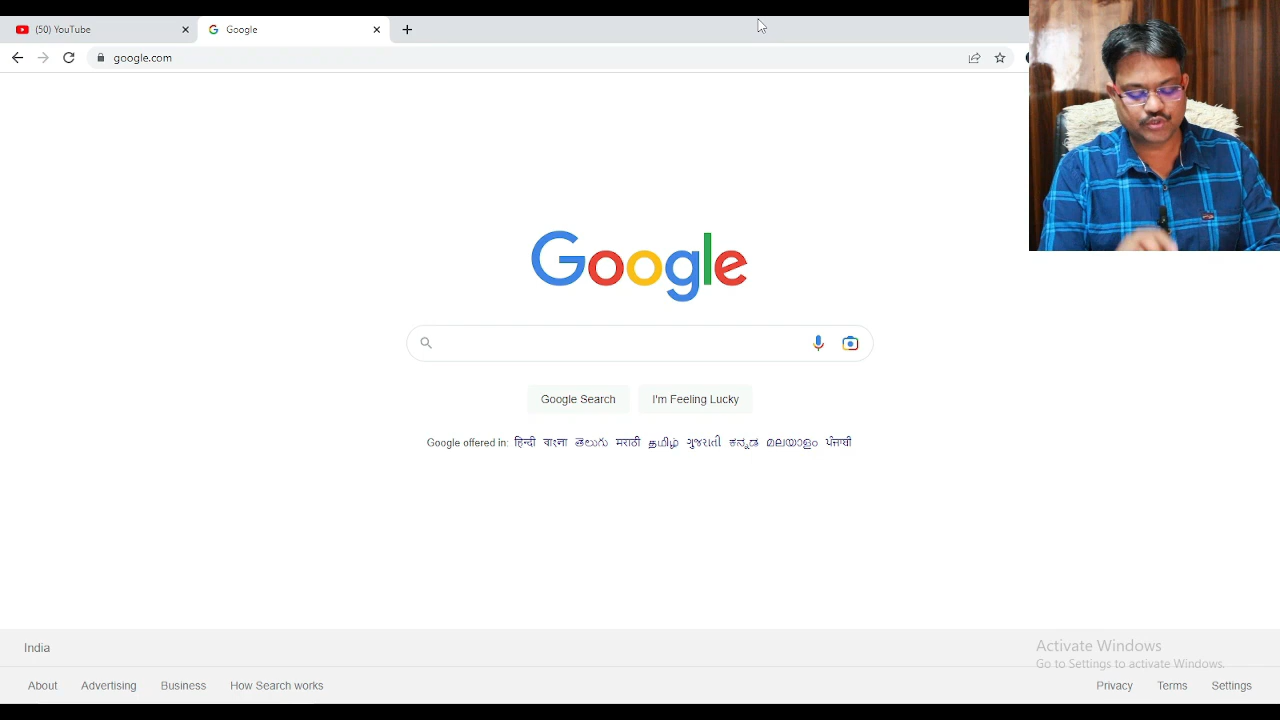 (50) YouTube
Google
google.com
Google
Google Search
I'm Feeling Lucky
Google offered in: हिन्दी বাংলা తెలుగు मराठी தமிழ் ગુજરાતી ಕನ್ನಡ മലയാളം ਪੰਜਾਬੀ
India
Activate Windows
Go to Settings to activate Windows.
About Advertising Business How Search works
Privacy Terms Settings